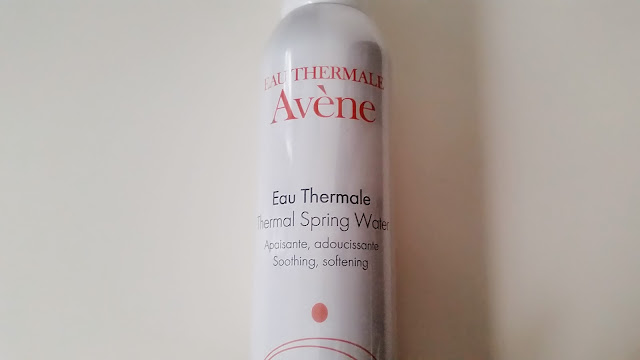 EAU THERMALE
Avène
Eau Thermale
Thermal Spring Water
Apaisante, adoucissante
Soothing, softening